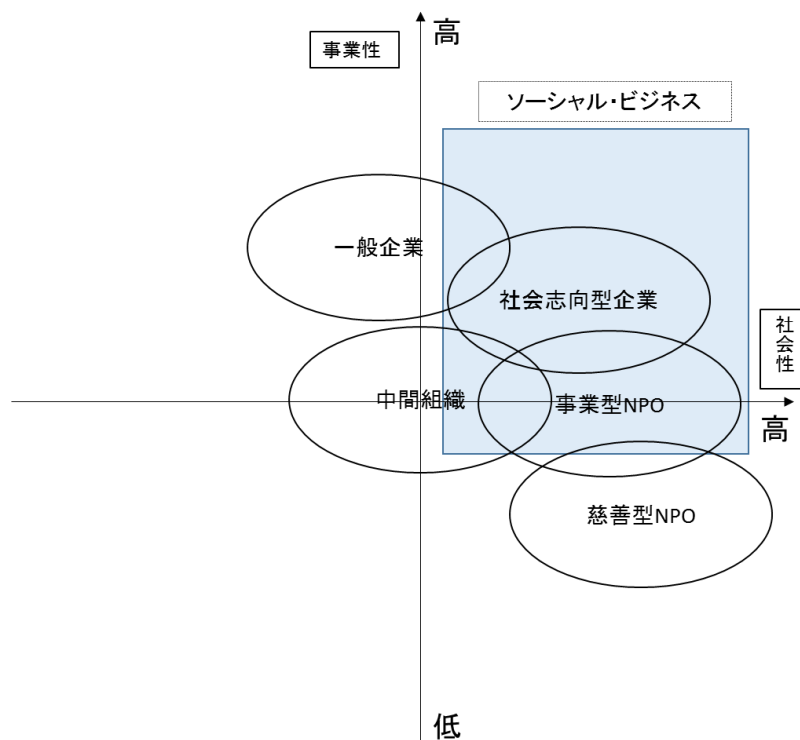 高
事業性
ソーシャル・ビジネス
一般企業
社会志向型企業
社会性
中間組織
事業型NPO
高
慈善型NPO
低